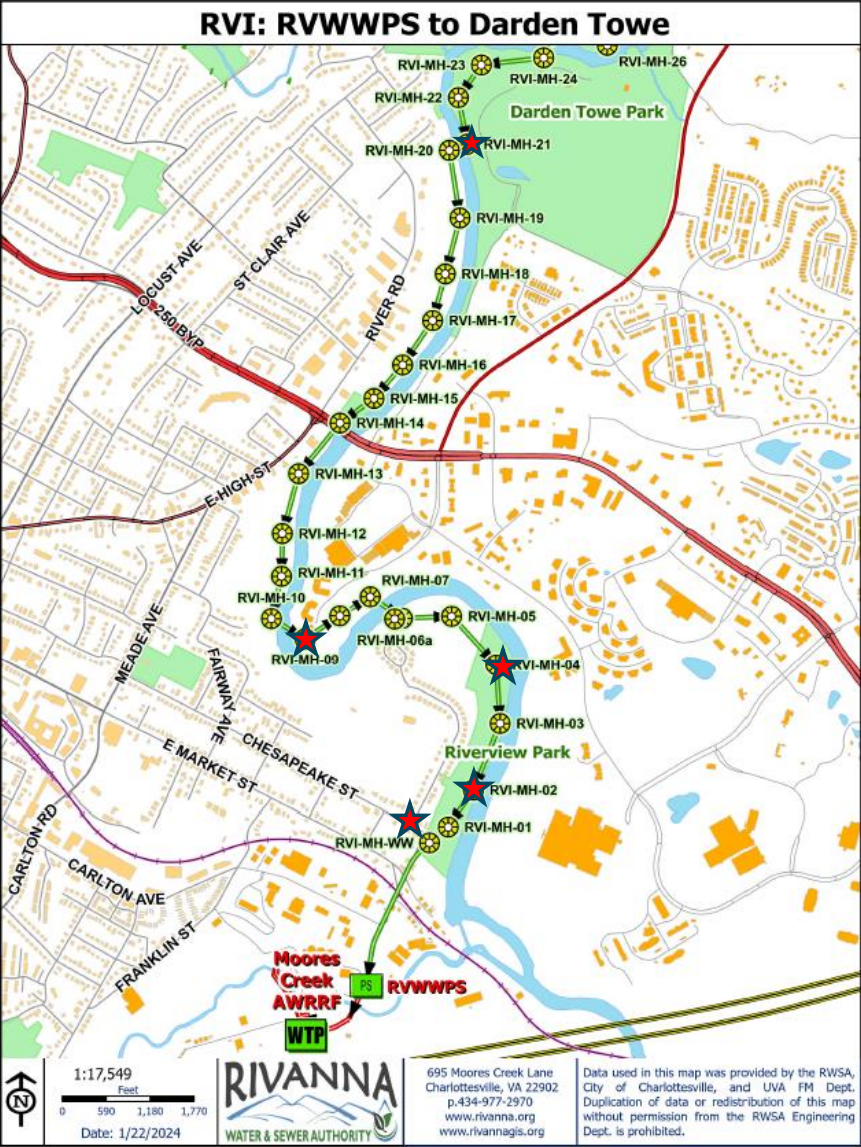 RVI: RVWWPS to Darden Towe
RVI-MH-23
RVI-MH-24
RVI-MH-26
RVI-MH-22
Darden Towe Park
RVI-MH-20
RVI-MH-21
RVI-MH-19
LOCUST AVE
ST CLAIR AVE
RVI-MH-18
250 BYP
RIVER RD
RVI-MH-17
RVI-MH-16
RVI-MH-15
RVI-MH-14
E HIGH ST
RVI-MH-13
RVI-MH-12
RVI-MH-11
RVI-MH-07
RVI-MH-10
RVI-MH-05
RVI-MH-06a
MEADE AVE
RVI-MH-09
RVI-MH-04
FAIRWAY AVE
RVI-MH-03
E MARKET ST
CHESAPEAKE ST
Riverview Park
RVI-MH-02
RVI-MH-01
RVI-MH-WW
CARLTON RD
CARLTON AVE
FRANKLIN ST
Moores
Creek
AWRRF
PS
RVWWPS
WTP
N
1:17,549
Feet
0 590 1,180 1,770
Date: 1/22/2024
RIVANNA
WATER & SEWER AUTHORITY
695 Moores Creek Lane
Charlottesville, VA 22902
p.434-977-2970
www.rivanna.org
www.rivannagis.org
Data used in this map was provided by the RWSA,
City of Charlottesville, and UVA FM Dept.
Duplication of data or redistribution of this map
without permission from the RWSA Engineering
Dept. is prohibited.